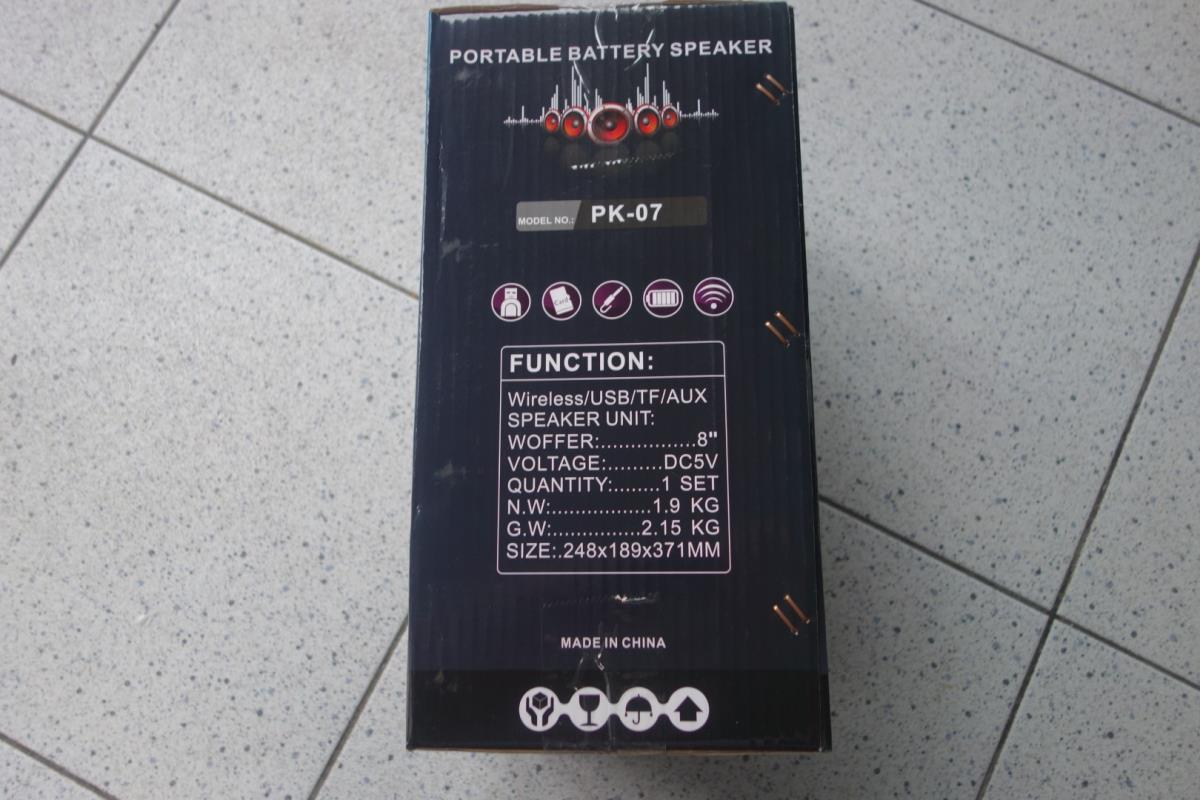 PORTABLE BATTERY SPEAKER
MODEL NO.: PK-07
Card
FUNCTION:
Wireless/USB/TF/AUX
SPEAKER UNIT:
WOFFER:................8"
VOLTAGE:.........DC5V
QUANTITY:........1 SET
N.W:.................1.9 KG
G.W:...............2.15 KG
SIZE:.248x189x371MM
MADE IN CHINA